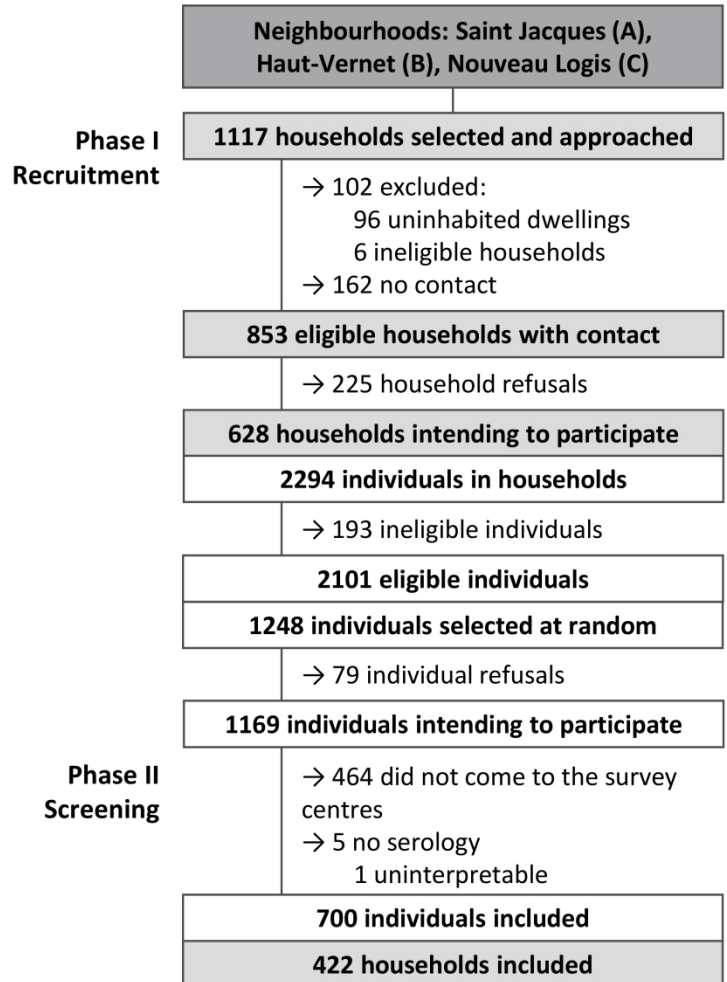 Neighbourhoods: Saint Jacques (A),
Haut-Vernet (B), Nouveau Logis (C)
Phase I
Recruitment
1117 households selected and approached
→ 102 excluded:
96 uninhabited dwellings
6 ineligible households
→ 162 no contact
853 eligible households with contact
→ 225 household refusals
628 households intending to participate
2294 individuals in households
→ 193 ineligible individuals
2101 eligible individuals
1248 individuals selected at random
→ 79 individual refusals
1169 individuals intending to participate
Phase II
Screening
→ 464 did not come to the survey
centres
→ 5 no serology
1 uninterpretable
700 individuals included
422 households included